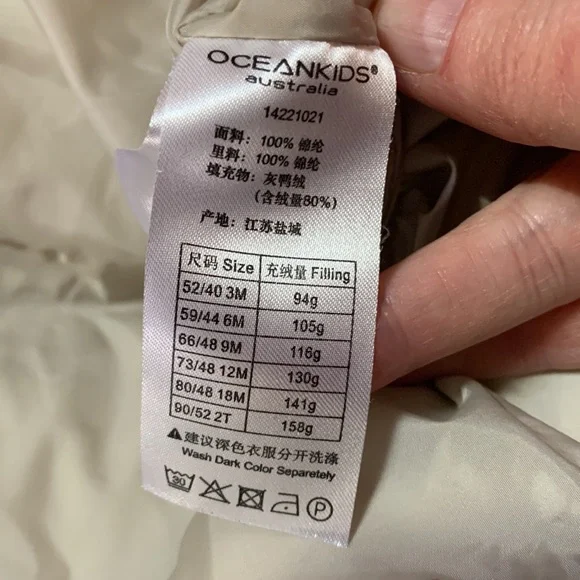 OCEANKIDS®
australia
14221021
面料：100% 锦纶
里料：100% 锦纶
填充物：灰鸭绒
（含绒量80%）
产地：江苏盐城
尺码 Size 充绒量 Filling
52/40 3M 94g
59/44 6M 105g
66/48 9M 116g
73/48 12M 130g
80/48 18M 141g
90/52 2T 158g
建议深色衣服分开洗涤
Wash Dark Color Separetely
30 P